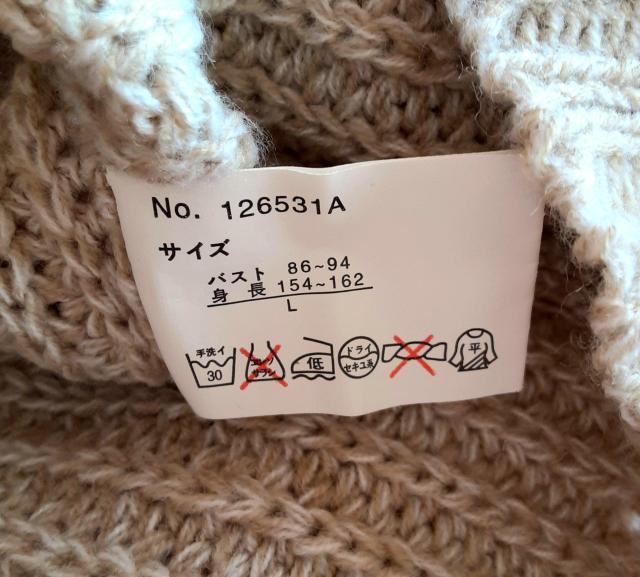 No. 126531A
サイズ
バスト 86~94
身長 154~162
L
手洗イ 30
エンソ サラシ
低
ドライ セキユ系
平